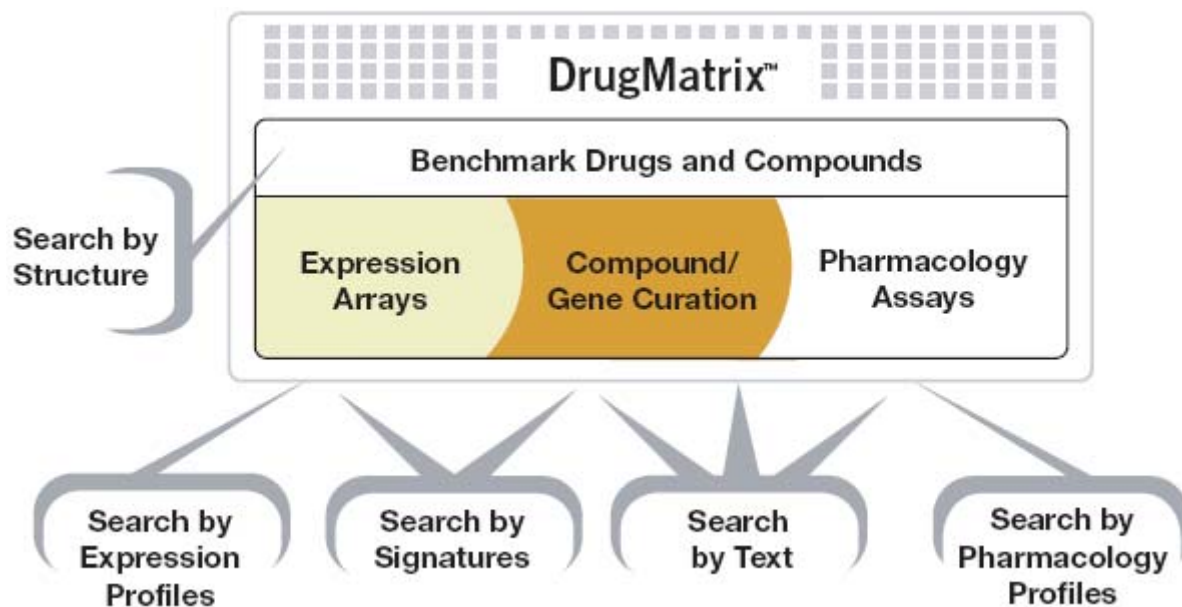 DrugMatrix™
Benchmark Drugs and Compounds
Search by
Structure
Expression
Arrays
Compound/
Gene Curation
Pharmacology
Assays
Search by
Expression
Profiles
Search by
Signatures
Search
by Text
Search by
Pharmacology
Profiles